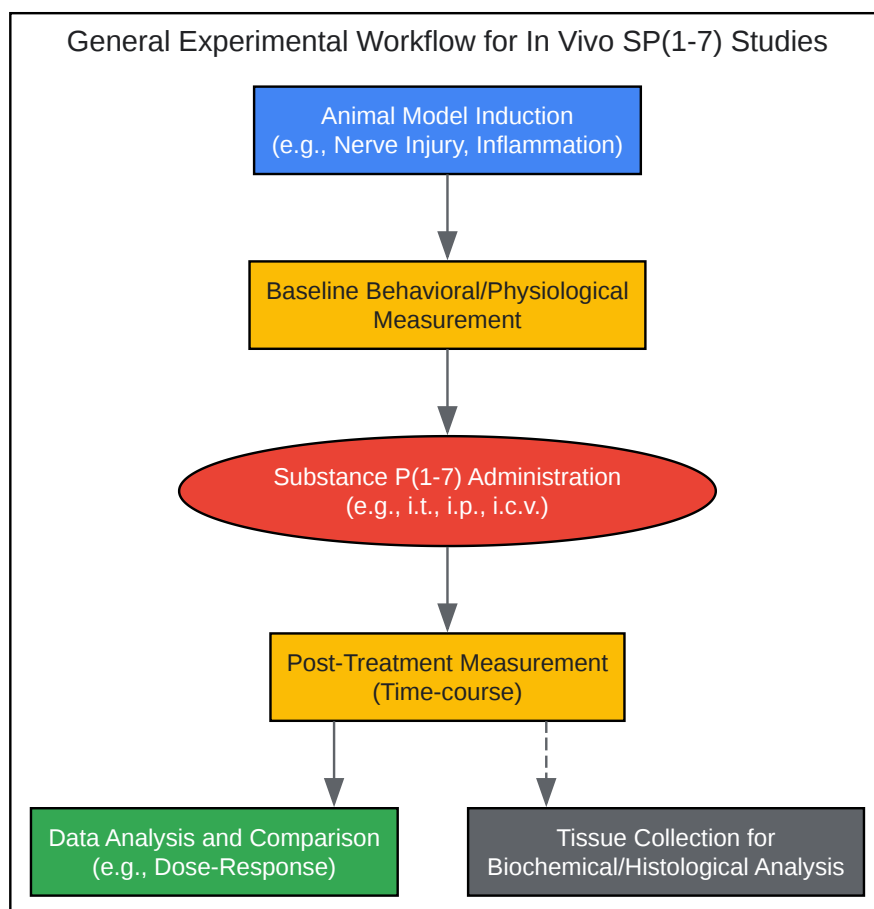 General Experimental Workflow for In Vivo SP(1-7) Studies
Animal Model Induction
(e.g., Nerve Injury, Inflammation)
Baseline Behavioral/Physiological
Measurement
Substance P(1-7) Administration
(e.g., i.t., i.p., i.c.v.)
Post-Treatment Measurement
(Time-course)
Data Analysis and Comparison
(e.g., Dose-Response)
Tissue Collection for
Biochemical/Histological Analysis